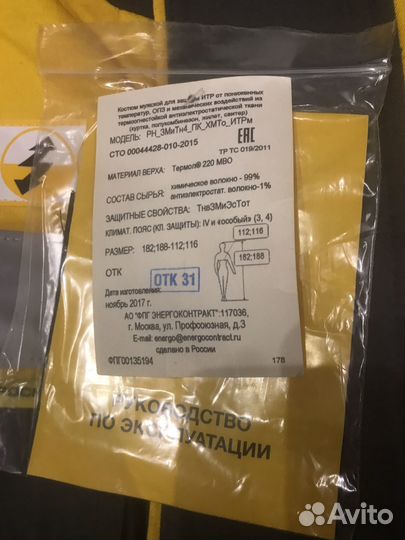 Костюм мужской для защиты ИТР от пониженных
температур, ОПЗ и механических воздействий из
термогнестойкой антиэлектростатической ткани
(куртка, полукомбинезон, жилет, свитер)
МОДЕЛЬ: РН_ЗМиТн4_ПК_ХМТо_ИТРм
СТО 00044428-010-2015
ЕАС
ТР ТС 019/2011
МАТЕРИАЛ ВЕРХА: Термол® 220 МВО
СОСТАВ СЫРЬЯ: химическое волокно - 99%
антиэлектростат. волокно-1%
ЗАЩИТНЫЕ СВОЙСТВА: ТнвЗМиЭсТот
КЛИМАТ. ПОЯС (КЛ. ЗАЩИТЫ): IV и «особый» (3, 4)
112;116
РАЗМЕР: 182;188-112;116
182;188
ОТК
ОТК 31
Дата изготовления:
ноябрь 2017 г.
АО "ФПГ ЭНЕРГОКОНТРАКТ":117036,
г. Москва, ул. Профсоюзная, д.3
E-mail: energo@energocontract.ru
сделано в России
ФПГ00135194
178
РУКОВОДСТВО
ПО ЭКСПЛУАТАЦИИ
Avito